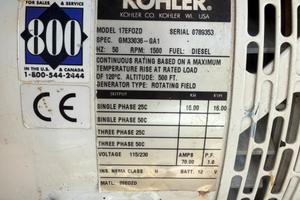 FOR SALES & SERVICE
800
IN THE U.S. & CANADA
1-800-544-2444
CE
KOHLER
KOHLER CO. KOHLER WI. USA
MODEL 17EFOZD SERIAL 0789353
SPEC. GM33036-GA1
HZ: 50 RPM: 1500 FUEL: DIESEL
CONTINUOUS RATING BASED ON A MAXIMUM
TEMPERATURE RISE AT RATED LOAD
OF 120°C. ALTITUDE: 500 FT.
GENERATOR TYPE: ROTATING FIELD
OUTPUT KW
SINGLE PHASE 25C 16.00 16.00
SINGLE PHASE 50C
THREE PHASE 25C
THREE PHASE 50C
VOLTAGE 115/230 AMPS P.F.
70.00 1.0
INS. NEMA CLASS H BATT. 12 V
MATL.